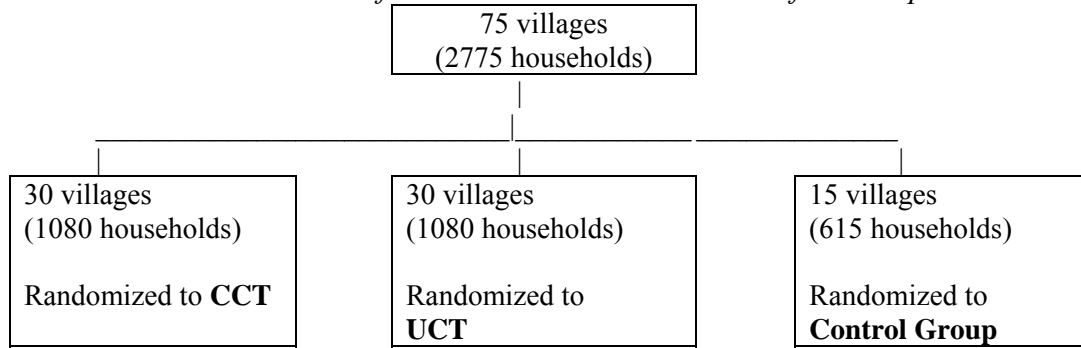 75 villages
(2775 households)
30 villages
(1080 households)
Randomized to CCT
30 villages
(1080 households)
Randomized to
UCT
15 villages
(615 households)
Randomized to
Control Group